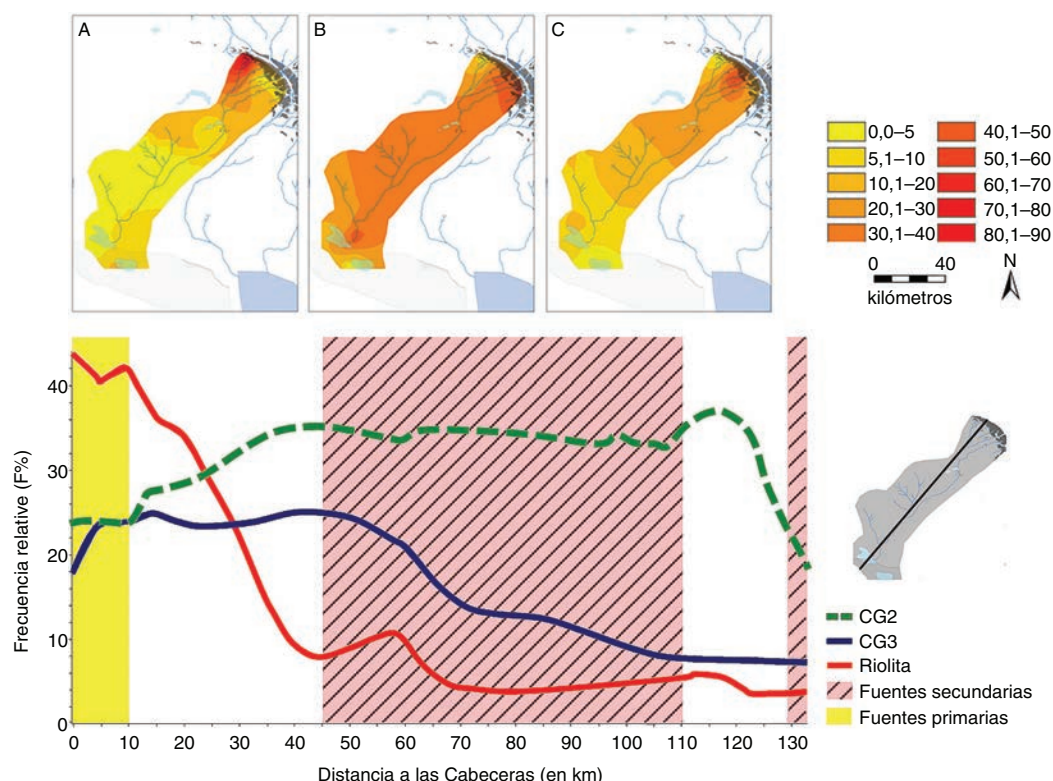 A
B
C
0,0–5
5,1–10
10,1–20
20,1–30
30,1–40
40,1–50
50,1–60
60,1–70
70,1–80
80,1–90
0 40
kilómetros
N
Frecuencia relative (F%)
40
30
20
10
0
0 10 20 30 40 50 60 70 80 90 100 110 120 130
Distancia a las Cabeceras (en km)
CG2
CG3
Riolita
Fuentes secundarias
Fuentes primarias